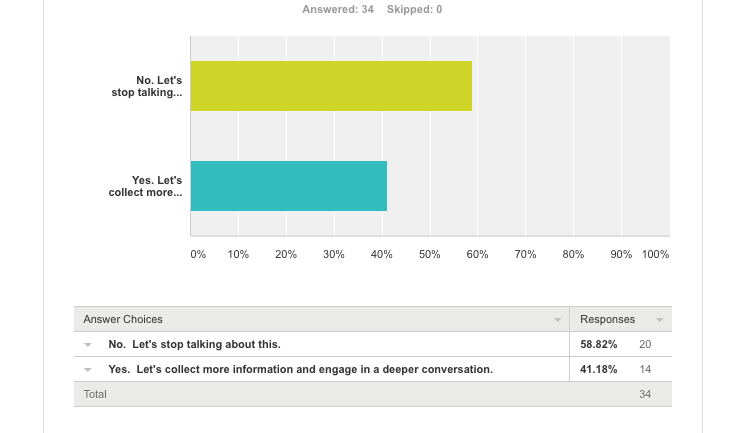 Answered: 34 Skipped: 0
No. Let's
stop talking...
Yes. Let's
collect more...
0% 10% 20% 30% 40% 50% 60% 70% 80% 90% 100%
Answer Choices Responses
No. Let's stop talking about this. 58.82% 20
Yes. Let's collect more information and engage in a deeper conversation. 41.18% 14
Total 34